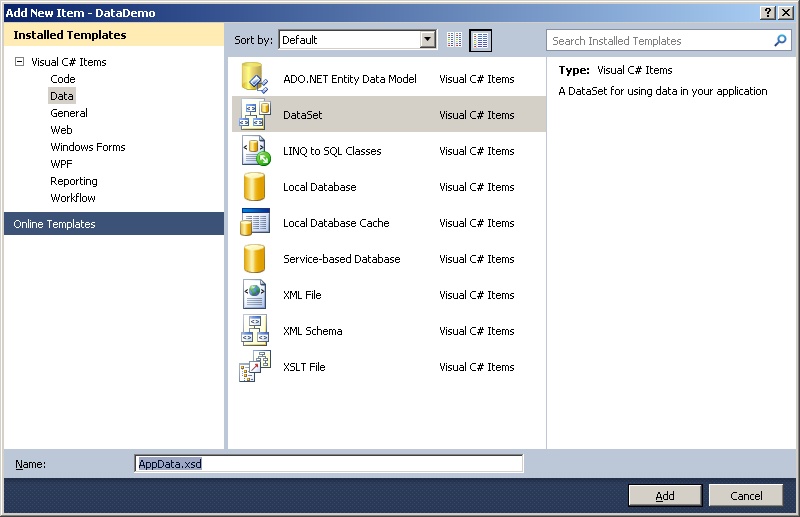 Add New Item - DataDemo
Installed Templates
Visual C# Items
Code
Data
General
Web
Windows Forms
WPF
Reporting
Workflow
Online Templates
Sort by: Default
ADO.NET Entity Data Model Visual C# Items
DataSet Visual C# Items
LINQ to SQL Classes Visual C# Items
Local Database Visual C# Items
Local Database Cache Visual C# Items
Service-based Database Visual C# Items
XML File Visual C# Items
XML Schema Visual C# Items
XSLT File Visual C# Items
Search Installed Templates
Type: Visual C# Items
A DataSet for using data in your application
Name: AppData.xsd
Add Cancel